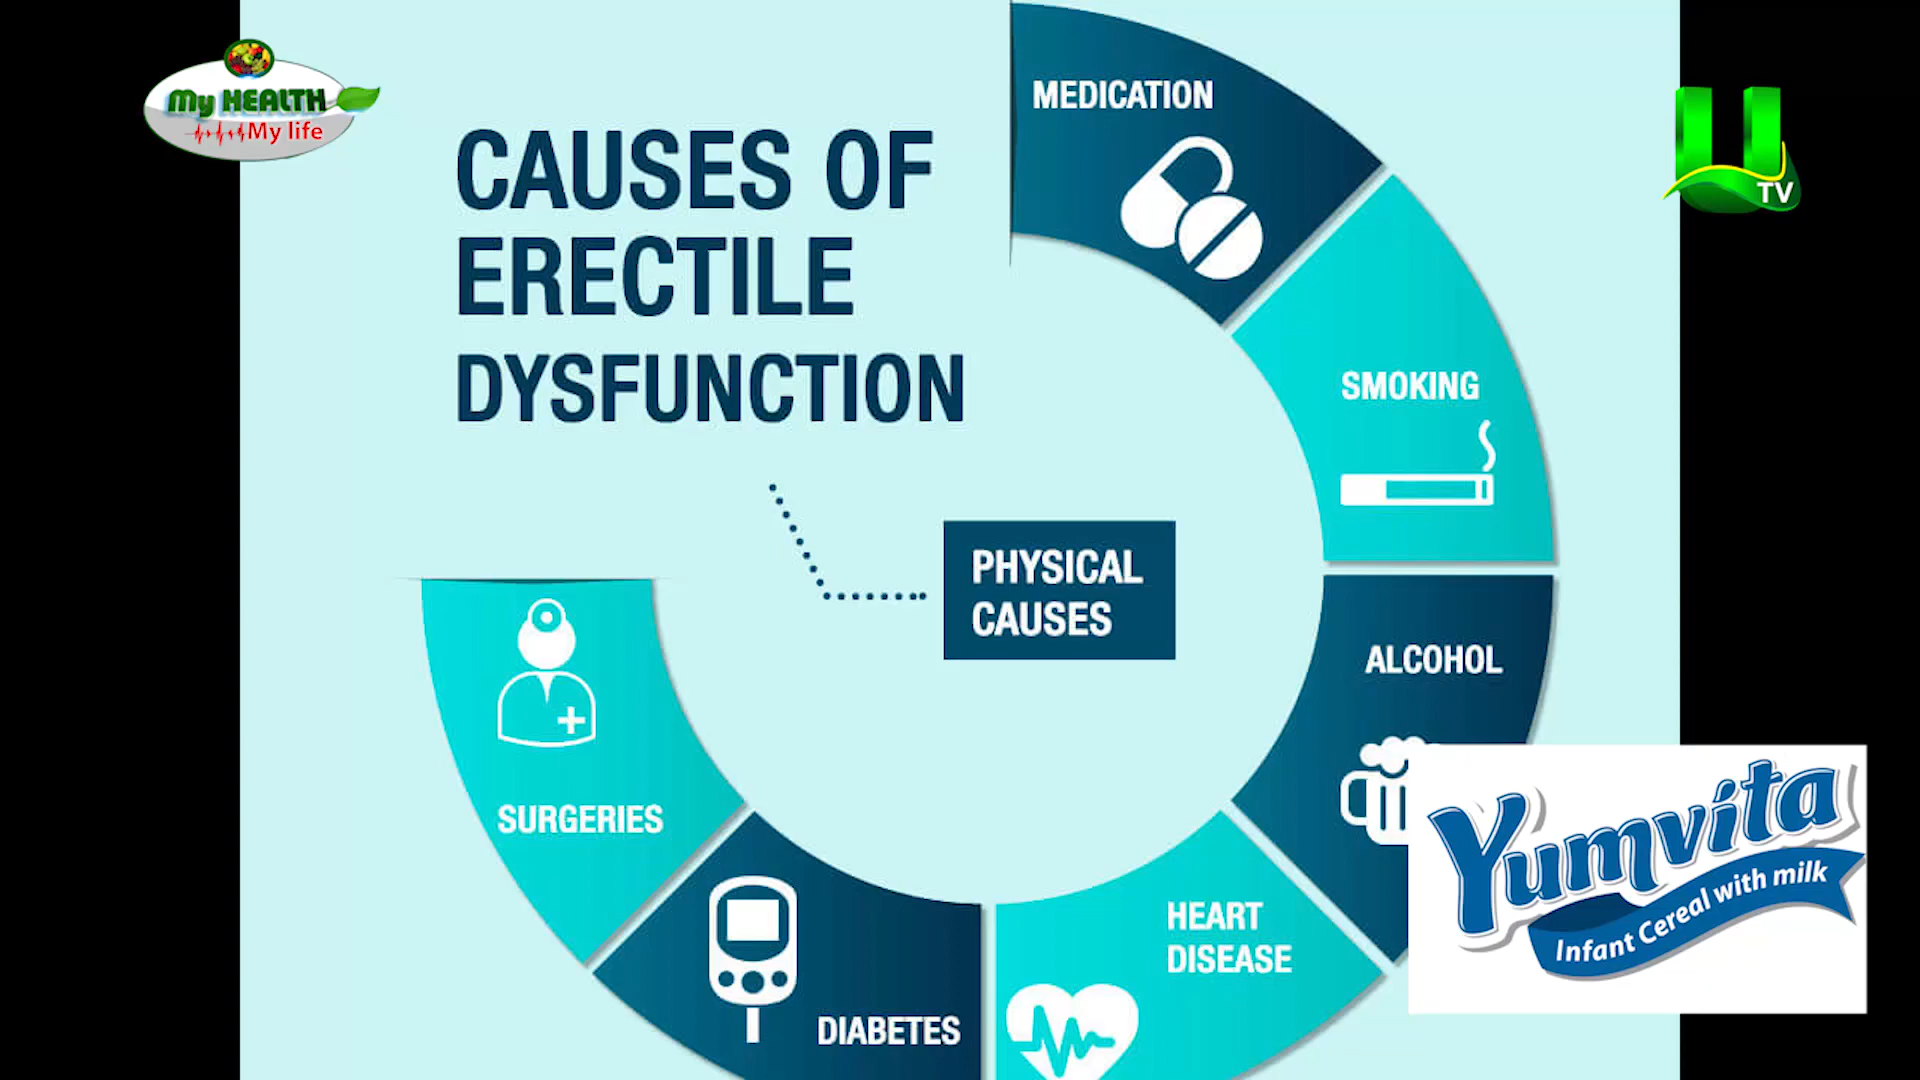 My HEALTH
My life
CAUSES OF
ERECTILE
DYSFUNCTION
PHYSICAL
CAUSES
MEDICATION
SMOKING
ALCOHOL
HEART
DISEASE
DIABETES
SURGERIES
U
TV
Yumvita
Infant Cereal with milk